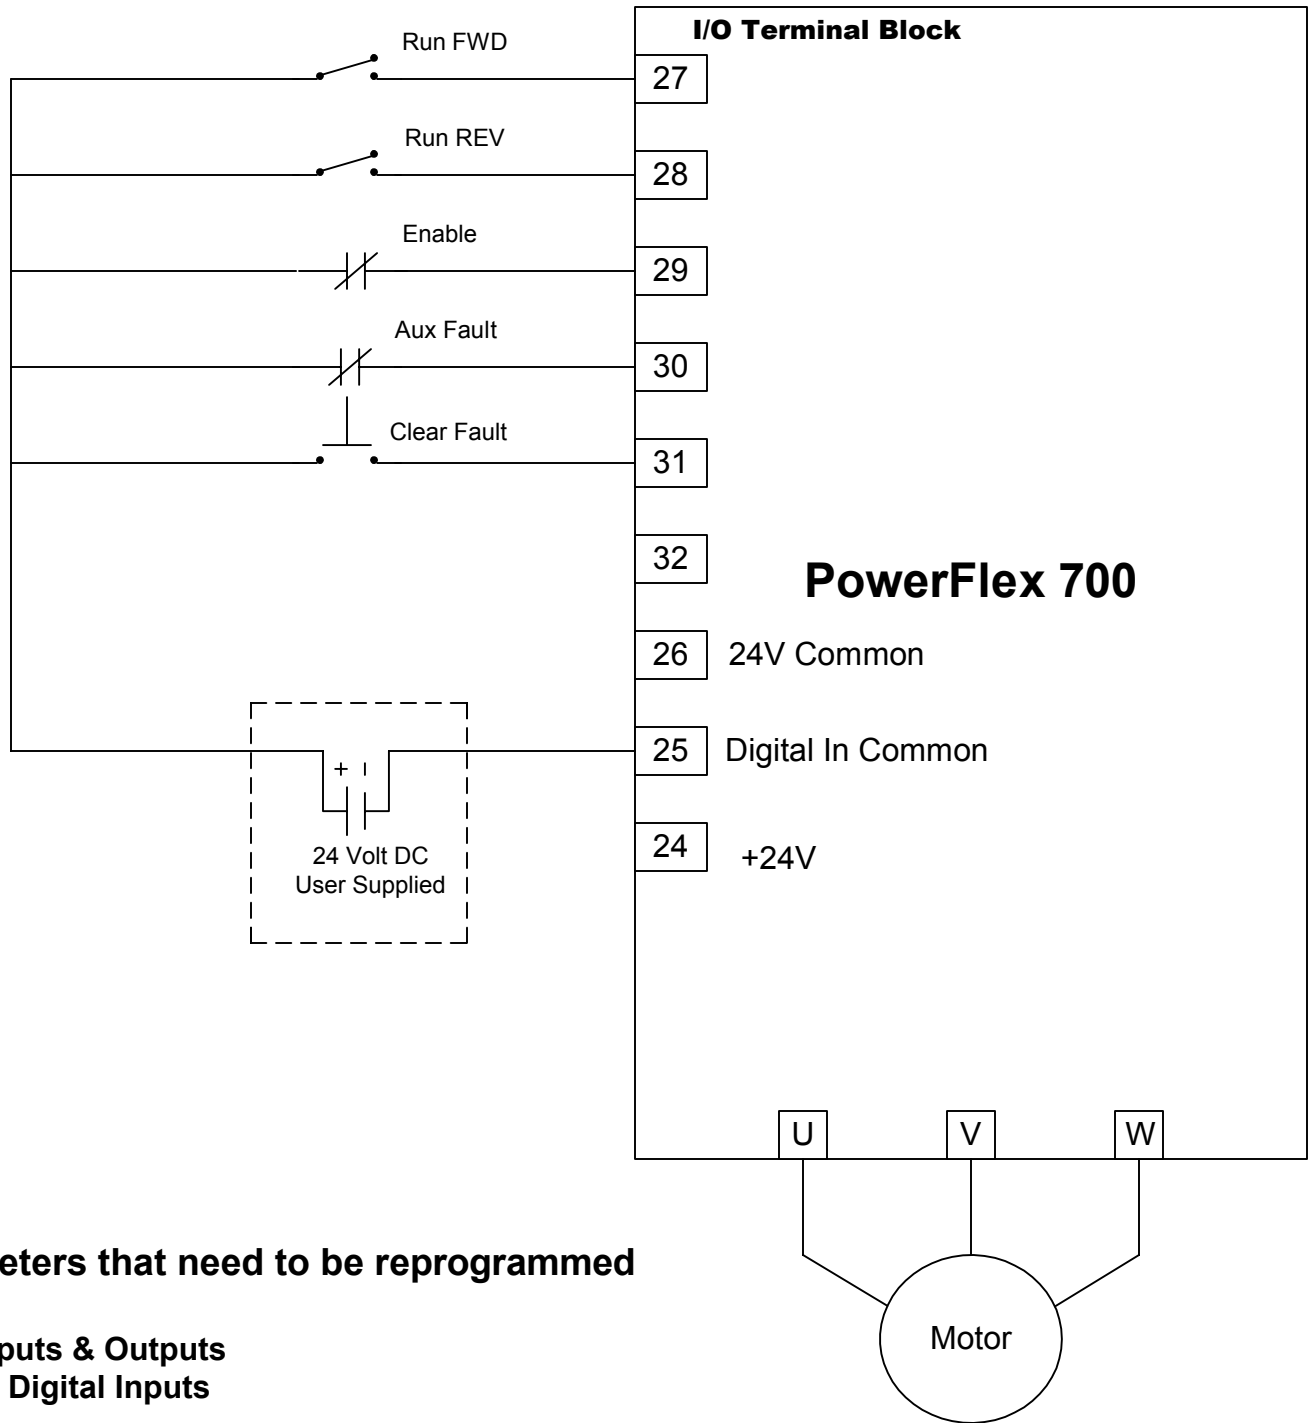 I/O Terminal Block
Run FWD
27
Run REV
28
Enable
29
Aux Fault
30
Clear Fault
31
32
PowerFlex 700
26 24V Common
25 Digital In Common
+ -
24 Volt DC
User Supplied
24 +24V
U V W
Motor
eters that need to be reprogrammed
puts & Outputs
Digital Inputs